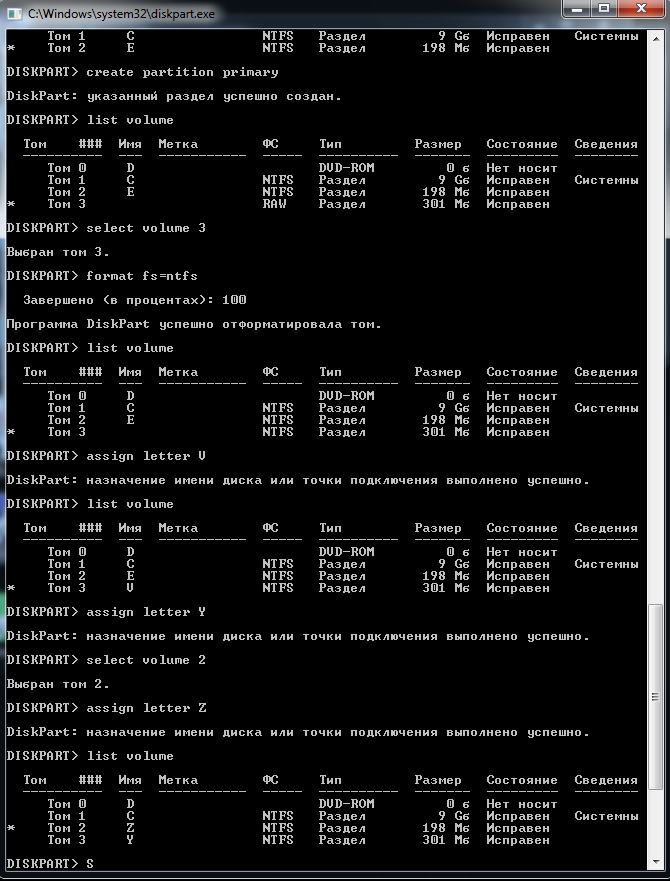 C:\Windows\system32\diskpart.exe
Том 1 C NTFS Раздел 9 Gб Исправен Системны
* Том 2 E NTFS Раздел 198 Mб Исправен
DISKPART> create partition primary
DiskPart: указанный раздел успешно создан.
DISKPART> list volume
Том ### Имя Метка ФС Тип Размер Состояние Сведения
---------- --- ----------- ----- ---------- ------- --------- --------
Том 0 D DVD-ROM 0 б Нет носит
Том 1 C NTFS Раздел 9 Gб Исправен Системны
Том 2 E NTFS Раздел 198 Mб Исправен
* Том 3 RAW Раздел 301 Mб Исправен
DISKPART> select volume 3
Выбран том 3.
DISKPART> format fs=ntfs
Завершено (в процентах): 100
Программа DiskPart успешно отформатировала том.
DISKPART> list volume
Том ### Имя Метка ФС Тип Размер Состояние Сведения
---------- --- ----------- ----- ---------- ------- --------- --------
Том 0 D DVD-ROM 0 б Нет носит
Том 1 C NTFS Раздел 9 Gб Исправен Системны
Том 2 E NTFS Раздел 198 Mб Исправен
* Том 3 NTFS Раздел 301 Mб Исправен
DISKPART> assign letter V
DiskPart: назначение имени диска или точки подключения выполнено успешно.
DISKPART> list volume
Том ### Имя Метка ФС Тип Размер Состояние Сведения
---------- --- ----------- ----- ---------- ------- --------- --------
Том 0 D DVD-ROM 0 б Нет носит
Том 1 C NTFS Раздел 9 Gб Исправен Системны
Том 2 E NTFS Раздел 198 Mб Исправен
* Том 3 V NTFS Раздел 301 Mб Исправен
DISKPART> assign letter Y
DiskPart: назначение имени диска или точки подключения выполнено успешно.
DISKPART> select volume 2
Выбран том 2.
DISKPART> assign letter Z
DiskPart: назначение имени диска или точки подключения выполнено успешно.
DISKPART> list volume
Том ### Имя Метка ФС Тип Размер Состояние Сведения
---------- --- ----------- ----- ---------- ------- --------- --------
Том 0 D DVD-ROM 0 б Нет носит
Том 1 C NTFS Раздел 9 Gб Исправен Системны
* Том 2 Z NTFS Раздел 198 Mб Исправен
Том 3 Y NTFS Раздел 301 Mб Исправен
DISKPART> S